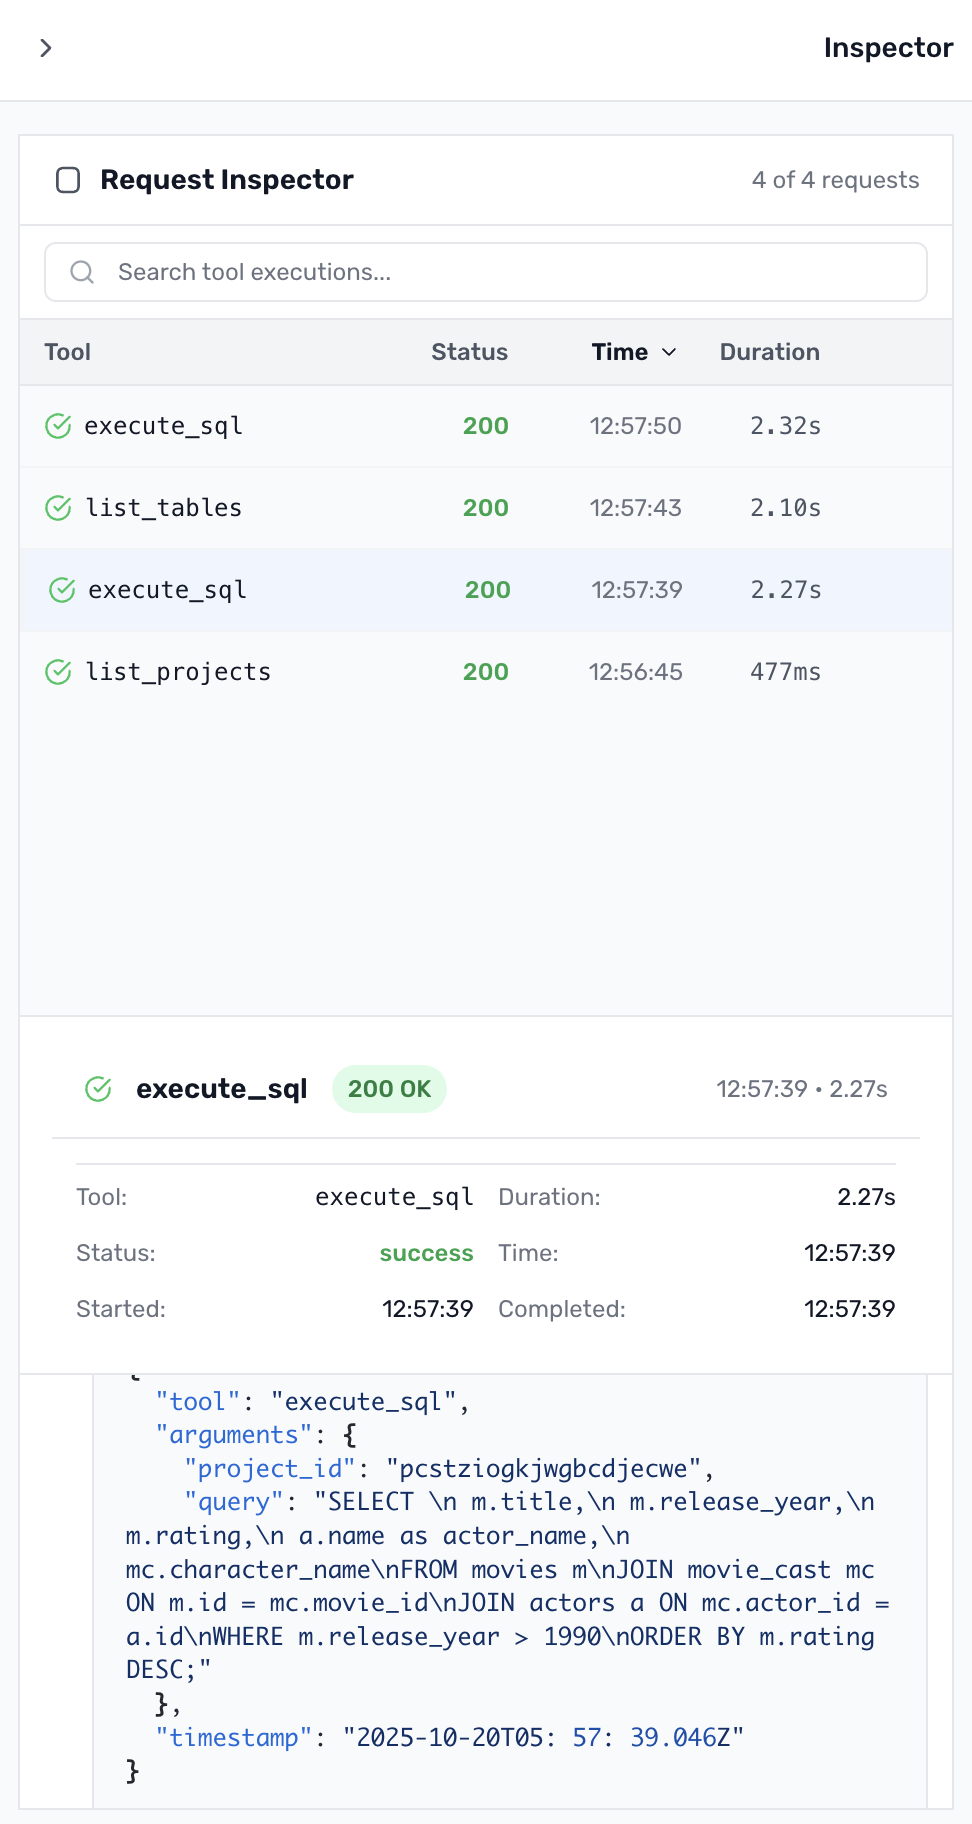 Inspector
Request Inspector
4 of 4 requests
Search tool executions...
Tool Status Time Duration
execute_sql 200 12:57:50 2.32s
list_tables 200 12:57:43 2.10s
execute_sql 200 12:57:39 2.27s
list_projects 200 12:56:45 477ms
execute_sql 200 OK 12:57:39 • 2.27s
Tool: execute_sql Duration: 2.27s
Status: success Time: 12:57:39
Started: 12:57:39 Completed: 12:57:39
{
"tool": "execute_sql",
"arguments": {
"project_id": "pcstziogkjwgbcdjecwe",
"query": "SELECT \n m.title,\n m.release_year,\n
m.rating,\n a.name as actor_name,\n
mc.character_name\nFROM movies m\nJOIN movie_cast mc
ON m.id = mc.movie_id\nJOIN actors a ON mc.actor_id =
a.id\nWHERE m.release_year > 1990\nORDER BY m.rating
DESC;"
},
"timestamp": "2025-10-20T05: 57: 39.046Z"
}